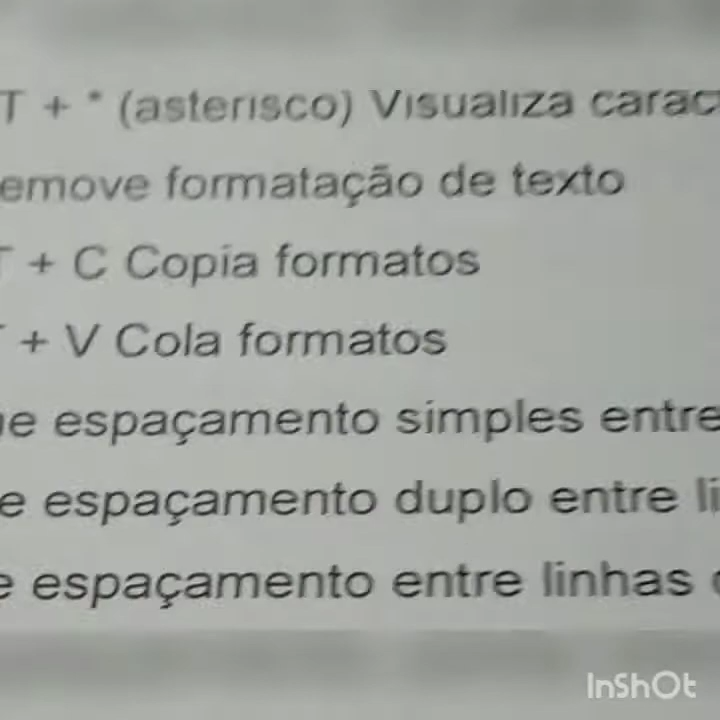 T + * (asterisco) Visualiza carac
emove formatação de texto
T + C Copia formatos
+ V Cola formatos
e espaçamento simples entre
e espaçamento duplo entre li
e espaçamento entre linhas
InShOt